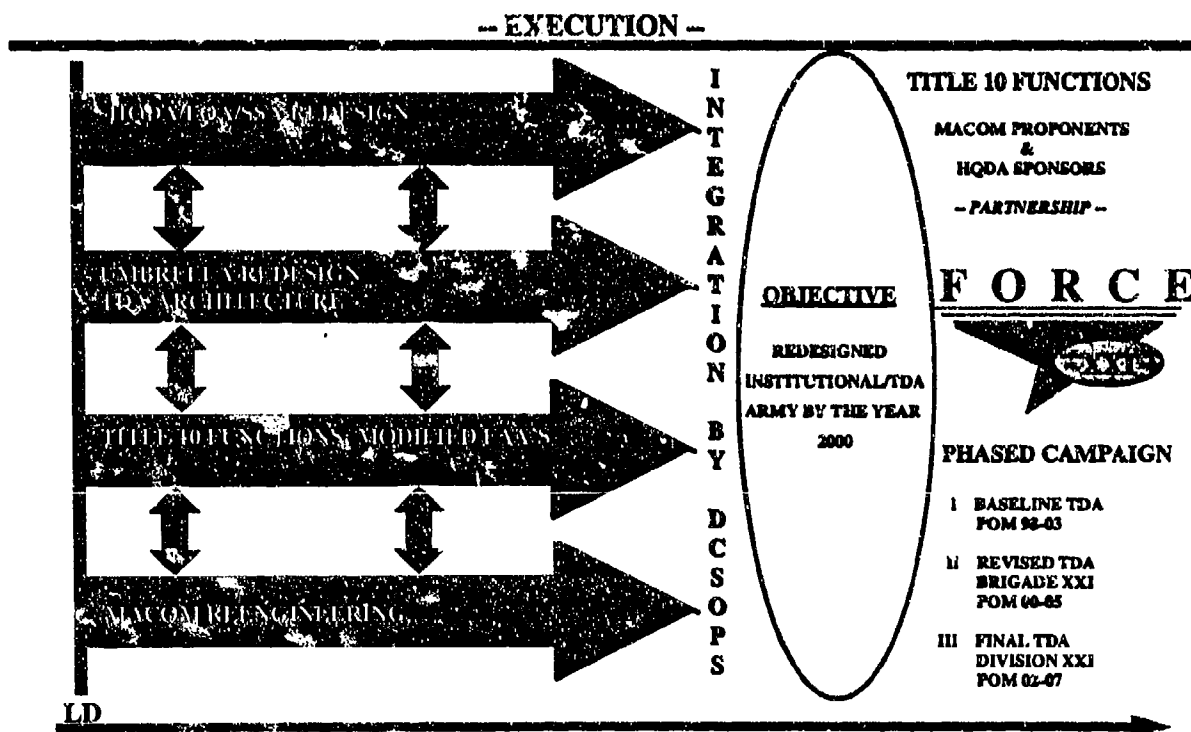 -- EXECUTION --
HQDA/FOA/SSA REDESIGN
UMBRELLA REDESIGN
TDA ARCHITECTURE
TITLE 10 FUNCTIONS MODIFIED FAA'S
MACOM REENGINEERING
LD
INTEGRATION BY DCSOPS
OBJECTIVE
REDESIGNED
INSTITUTIONAL/TDA
ARMY BY THE YEAR
2000
TITLE 10 FUNCTIONS
MACOM PROPONENTS
&
HQDA SPONSORS
-- PARTNERSHIP --
FORCE
XXI
PHASED CAMPAIGN
I BASELINE TDA
POM 98-03
II REVISED TDA
BRIGADE XXI
POM 00-05
III FINAL TDA
DIVISION XXI
POM 02-07